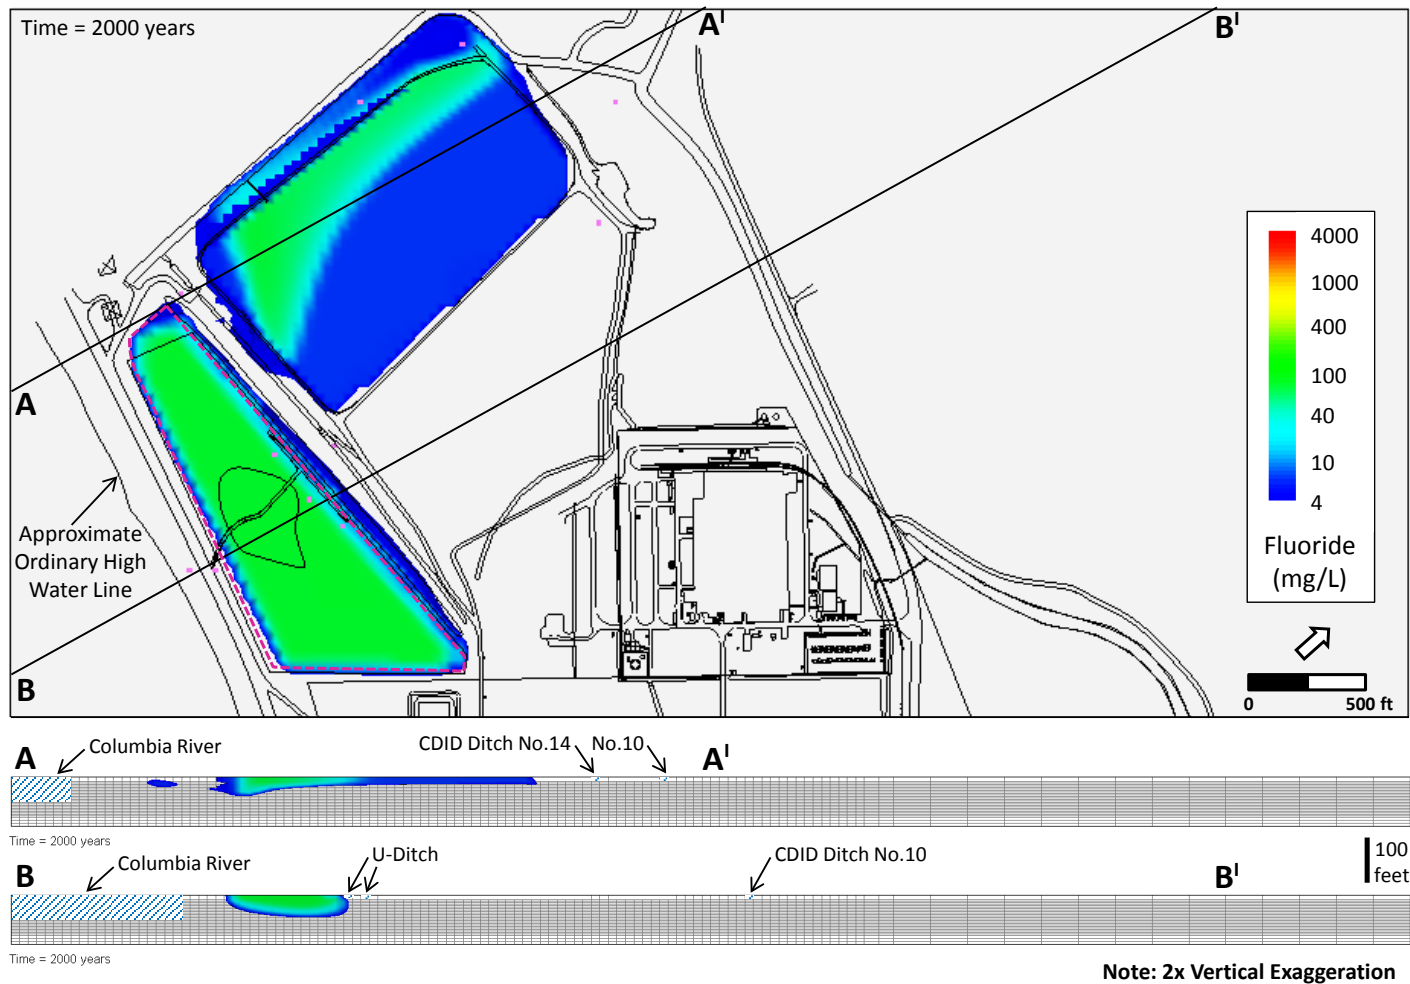 Time = 2000 years
A
A'
B'
4000
1000
400
100
40
10
4
Fluoride
(mg/L)
Approximate
Ordinary High
Water Line
B
0 500 ft
A
Columbia River
CDID Ditch No.14
No.10
A'
Time = 2000 years
100
feet
B
Columbia River
U-Ditch
CDID Ditch No.10
B'
Time = 2000 years
Note: 2x Vertical Exaggeration